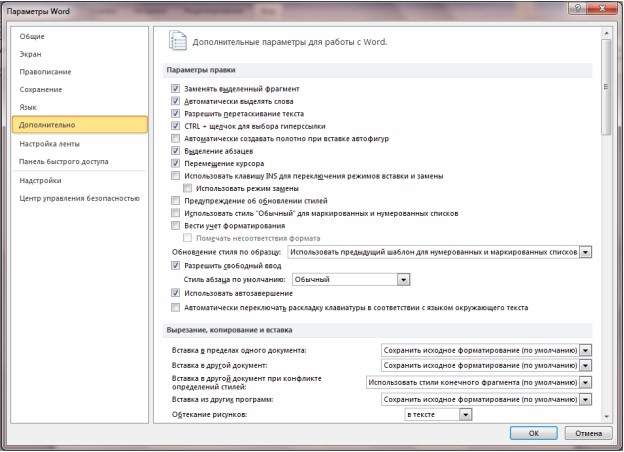 Параметры Word
Общие
Экран
Правописание
Сохранение
Язык
Дополнительно
Настройка ленты
Панель быстрого доступа
Надстройки
Центр управления безопасностью
Дополнительные параметры для работы с Word.
Параметры правки
Заменять выделенный фрагмент
Автоматически выделять слова
Разрешить перетаскивание текста
CTRL + щелчок для выбора гиперссылки
Автоматически создавать полотно при вставке автофигур
Выделение абзацев
Перемещение курсора
Использовать клавишу INS для переключения режимов вставки и замены
Использовать режим замены
Предупреждение об обновлении стилей
Использовать стиль "Обычный" для маркированных и нумерованных списков
Вести учет форматирования
Помечать несоответствия формата
Обновление стиля по образцу: Использовать предыдущий шаблон для нумерованных и маркированных списков
Разрешить свободный ввод
Стиль абзаца по умолчанию: Обычный
Использовать автозавершение
Автоматически переключать раскладку клавиатуры в соответствии с языком окружающего текста
Вырезание, копирование и вставка
Вставка в пределах одного документа: Сохранить исходное форматирование (по умолчанию)
Вставка в другой документ: Сохранить исходное форматирование (по умолчанию)
Вставка в другой документ при конфликте
определений стилей: Использовать стили конечного фрагмента (по умолчанию)
Вставка из других программ: Сохранить исходное форматирование (по умолчанию)
Обтекание рисунков: в тексте
ОК Отмена